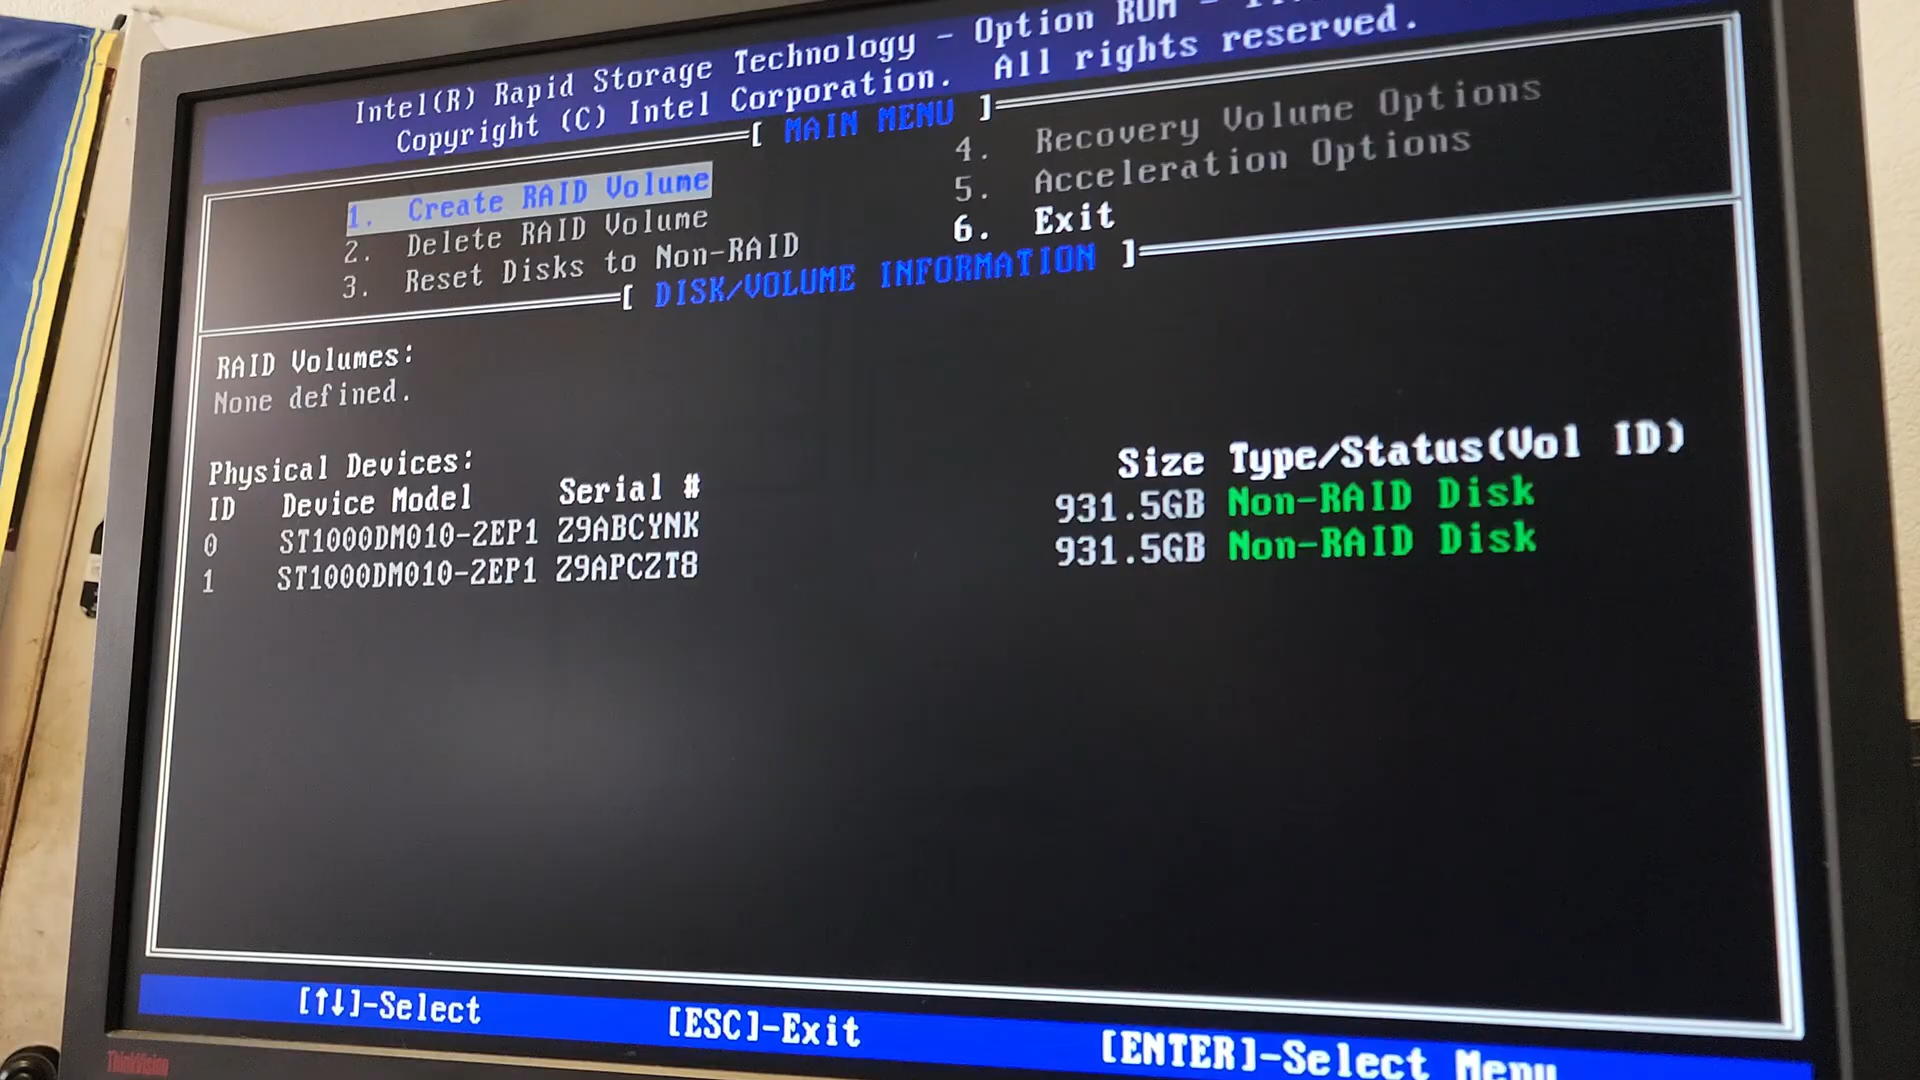 Intel(R) Rapid Storage Technology - Option ROM -
Copyright (C) Intel Corporation. All rights reserved.
[ MAIN MENU ]
1. Create RAID Volume
2. Delete RAID Volume
3. Reset Disks to Non-RAID
4. Recovery Volume Options
5. Acceleration Options
6. Exit
[ DISK/VOLUME INFORMATION ]
RAID Volumes:
None defined.
Physical Devices:
ID Device Model Serial # Size Type/Status(Vol ID)
0 ST1000DM010-2EP1 Z9ABCYNK 931.5GB Non-RAID Disk
1 ST1000DM010-2EP1 Z9APCZT8 931.5GB Non-RAID Disk
[↑↓]-Select [ESC]-Exit [ENTER]-Select Menu
ThinkVision